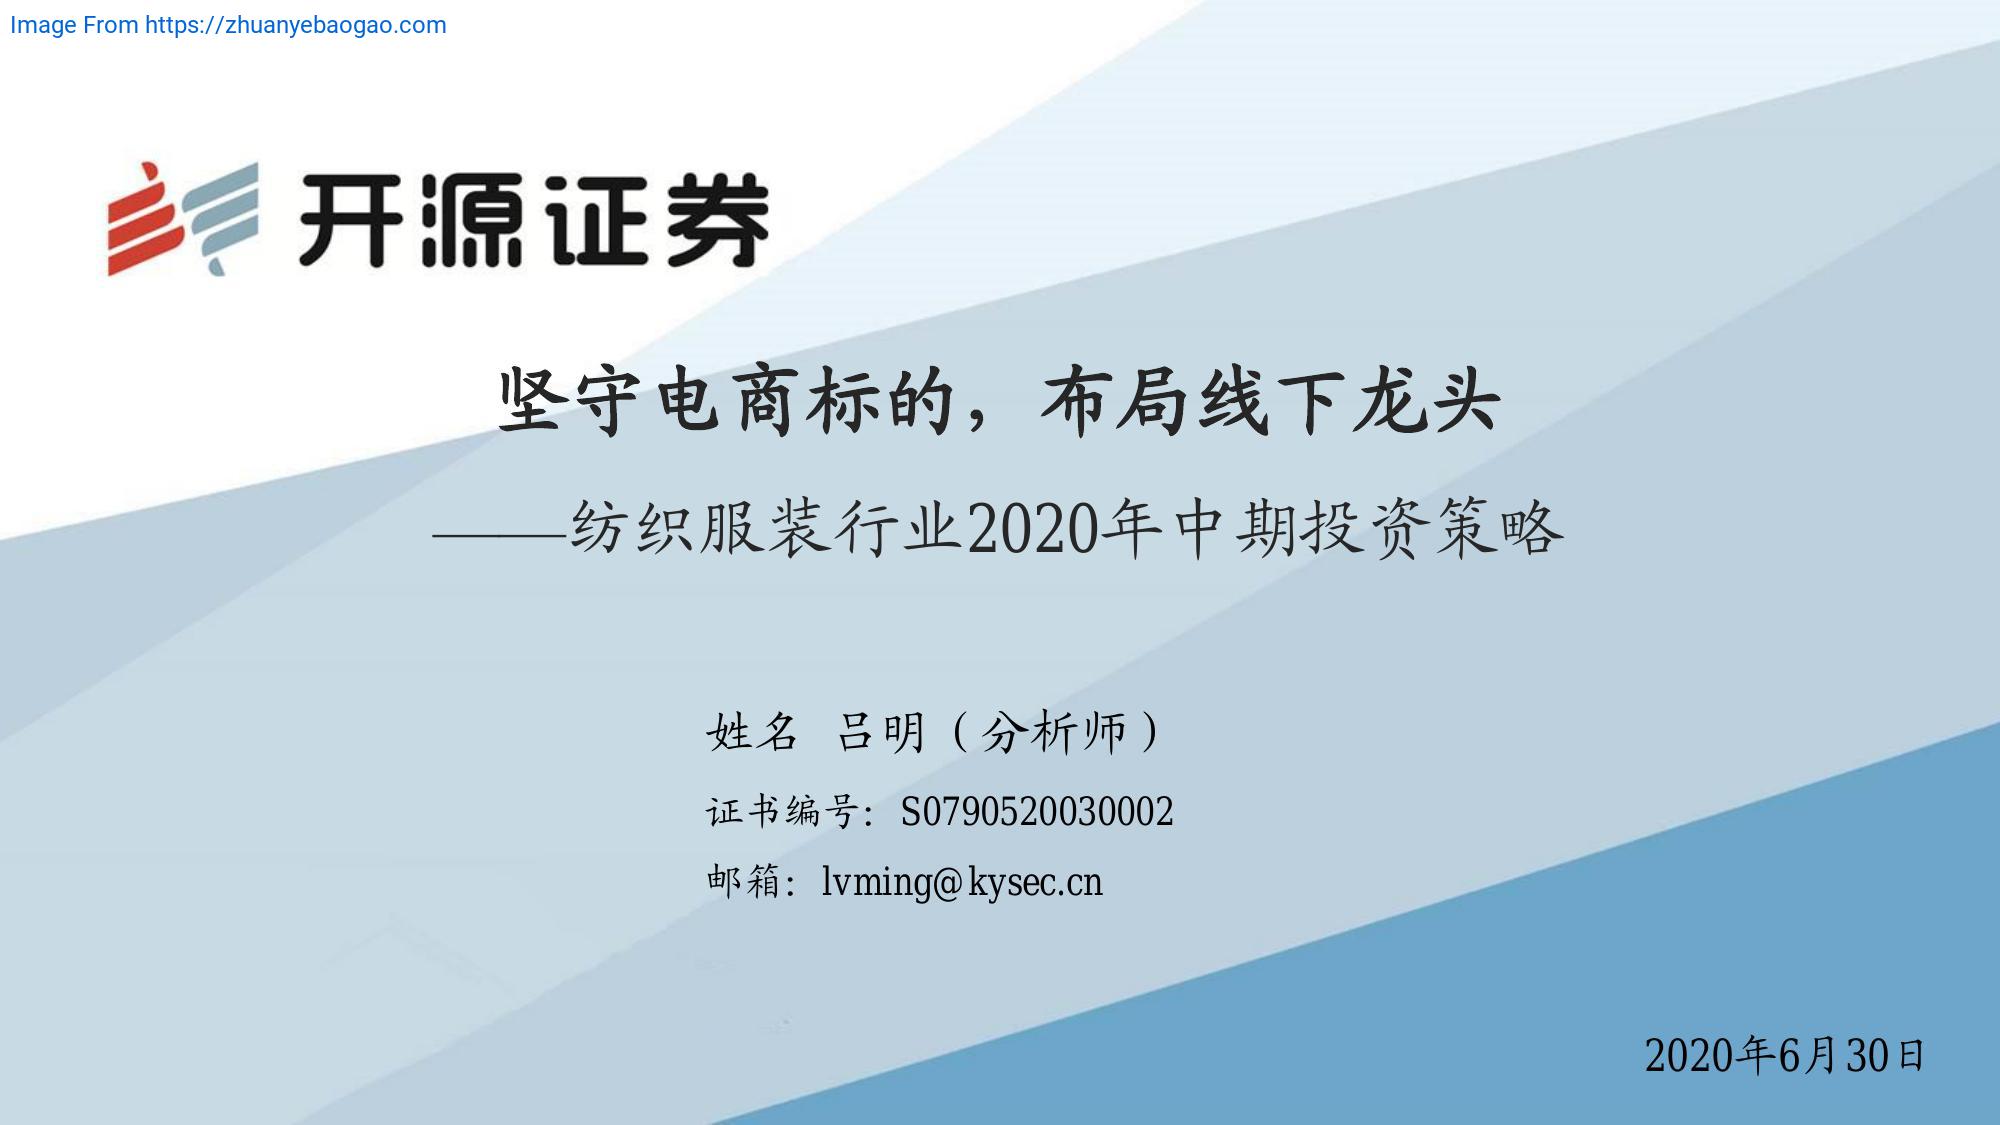 Image From https://zhuanyebaogao.com
开源证券
坚守电商标的，布局线下龙头
——纺织服装行业2020年中期投资策略
姓名 吕明（分析师）
证书编号：S0790520030002
邮箱：lvming@kysec.cn
2020年6月30日